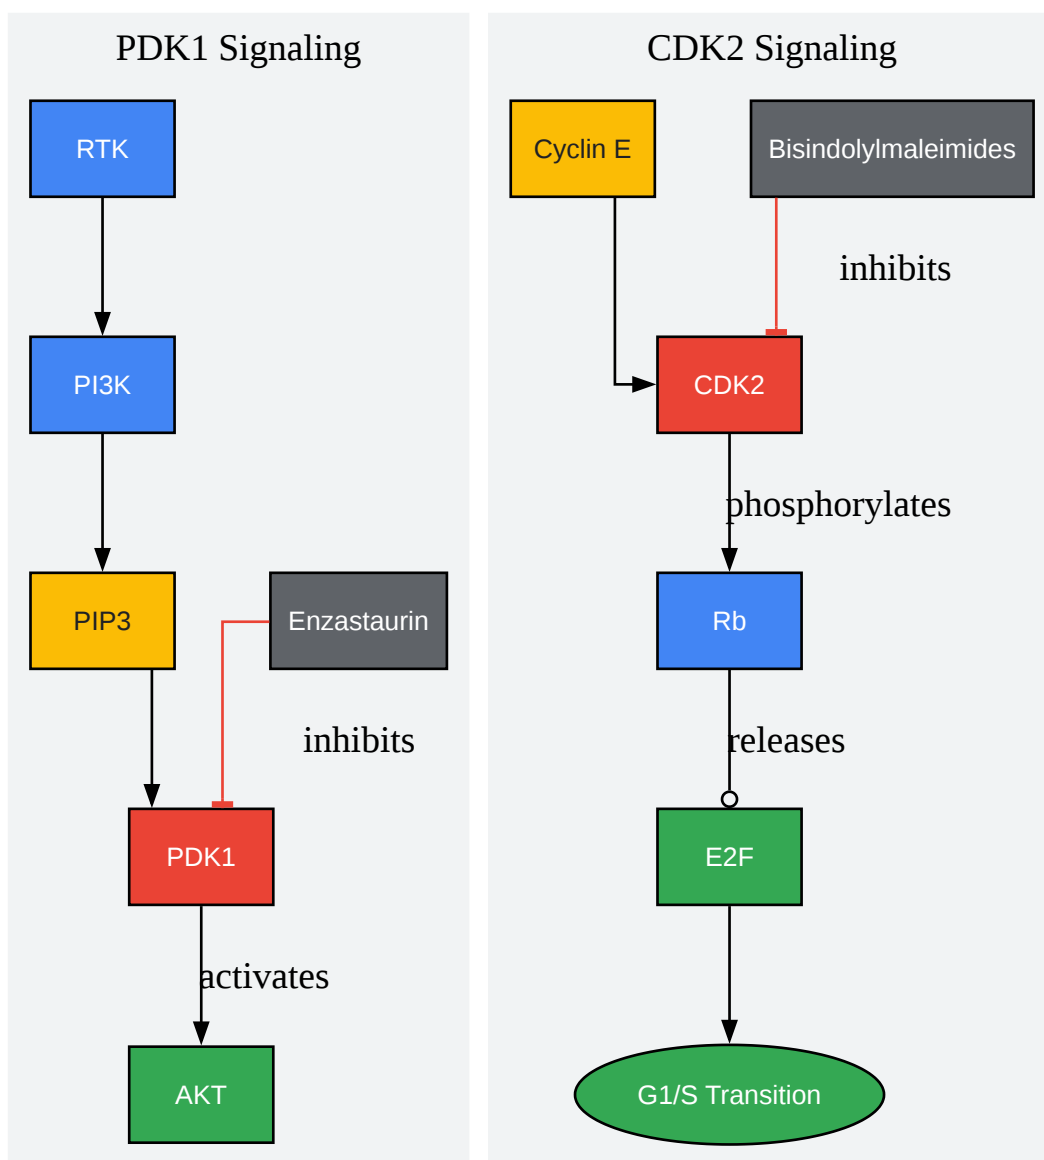 PDK1 Signaling
RTK
PI3K
PIP3
Enzastaurin
inhibits
PDK1
activates
AKT
CDK2 Signaling
Cyclin E
Bisindolylmaleimides
inhibits
CDK2
phosphorylates
Rb
releases
E2F
G1/S Transition